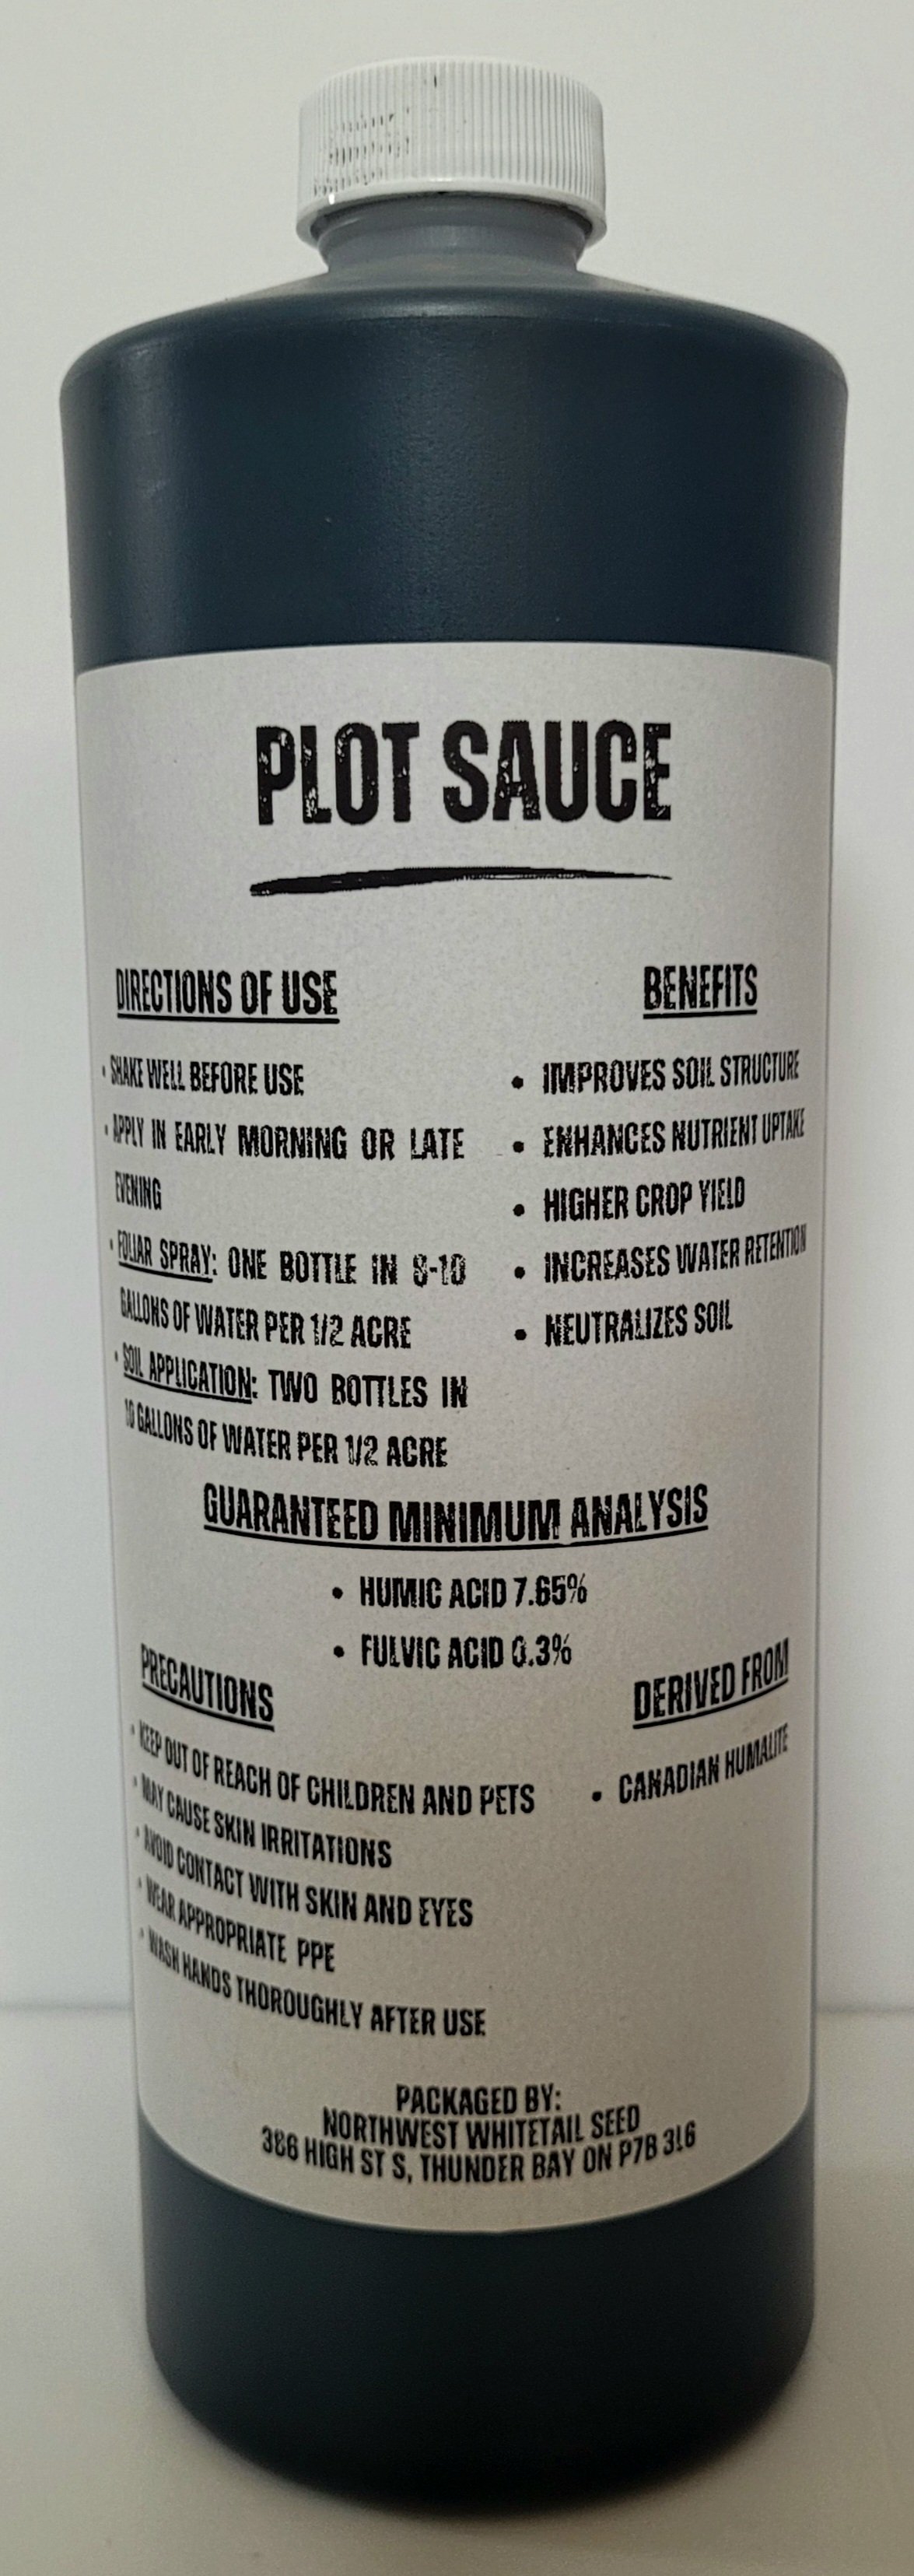 PLOT SAUCE
DIRECTIONS OF USE
· SHAKE WELL BEFORE USE
· APPLY IN EARLY MORNING OR LATE
EVENING
· FOLIAR SPRAY: ONE BOTTLE IN 8-10
GALLONS OF WATER PER 1/2 ACRE
· SOIL APPLICATION: TWO BOTTLES IN
10 GALLONS OF WATER PER 1/2 ACRE
BENEFITS
• IMPROVES SOIL STRUCTURE
• ENHANCES NUTRIENT UPTAKE
• HIGHER CROP YIELD
• INCREASES WATER RETENTION
• NEUTRALIZES SOIL
GUARANTEED MINIMUM ANALYSIS
• HUMIC ACID 7.65%
• FULVIC ACID 0.3%
PRECAUTIONS
· KEEP OUT OF REACH OF CHILDREN AND PETS
· MAY CAUSE SKIN IRRITATIONS
· AVOID CONTACT WITH SKIN AND EYES
· WEAR APPROPRIATE PPE
· WASH HANDS THOROUGHLY AFTER USE
DERIVED FROM
• CANADIAN HUMALITE
PACKAGED BY:
NORTHWEST WHITETAIL SEED
386 HIGH ST S, THUNDER BAY ON P7B 3L6